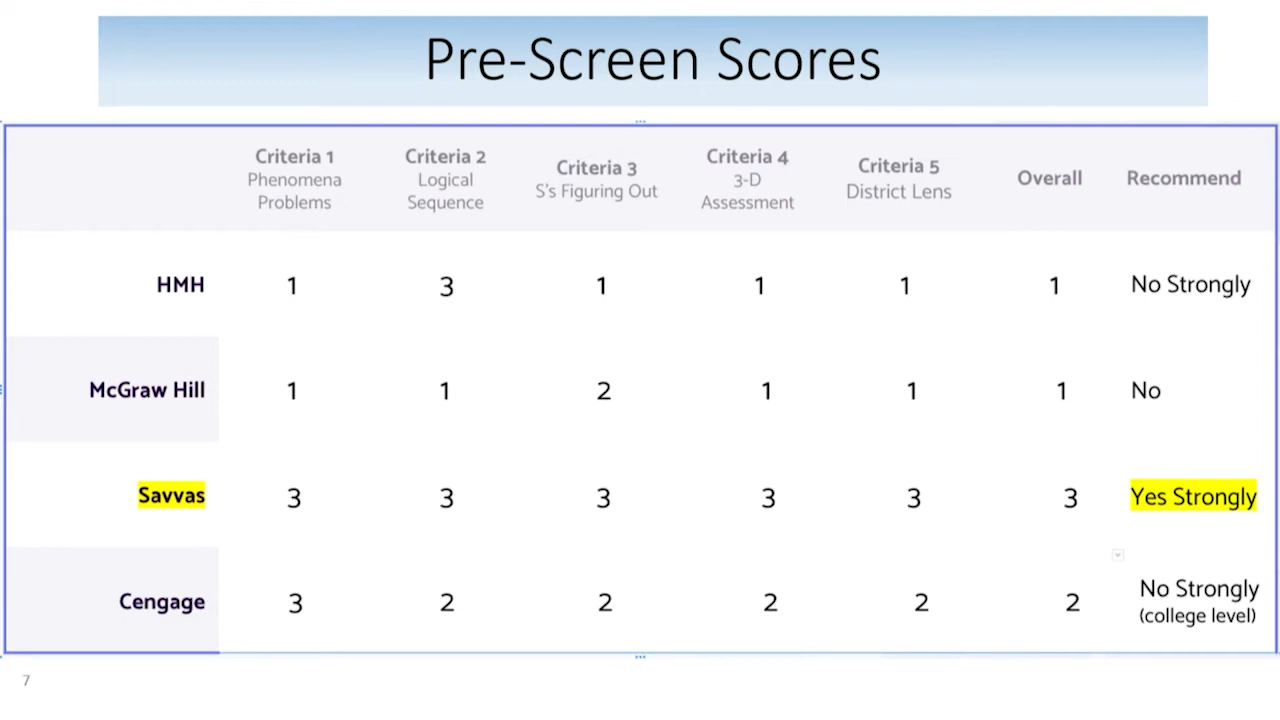 Pre-Screen Scores
Criteria 1 Criteria 2 Criteria 3 Criteria 4 Criteria 5 Overall Recommend
Phenomena Logical S's Figuring Out 3-D District Lens
Problems Sequence Assessment
HMH 1 3 1 1 1 1 No Strongly
McGraw Hill 1 1 2 1 1 1 No
Savvas 3 3 3 3 3 3 Yes Strongly
Cengage 3 2 2 2 2 2 No Strongly
(college level)
7